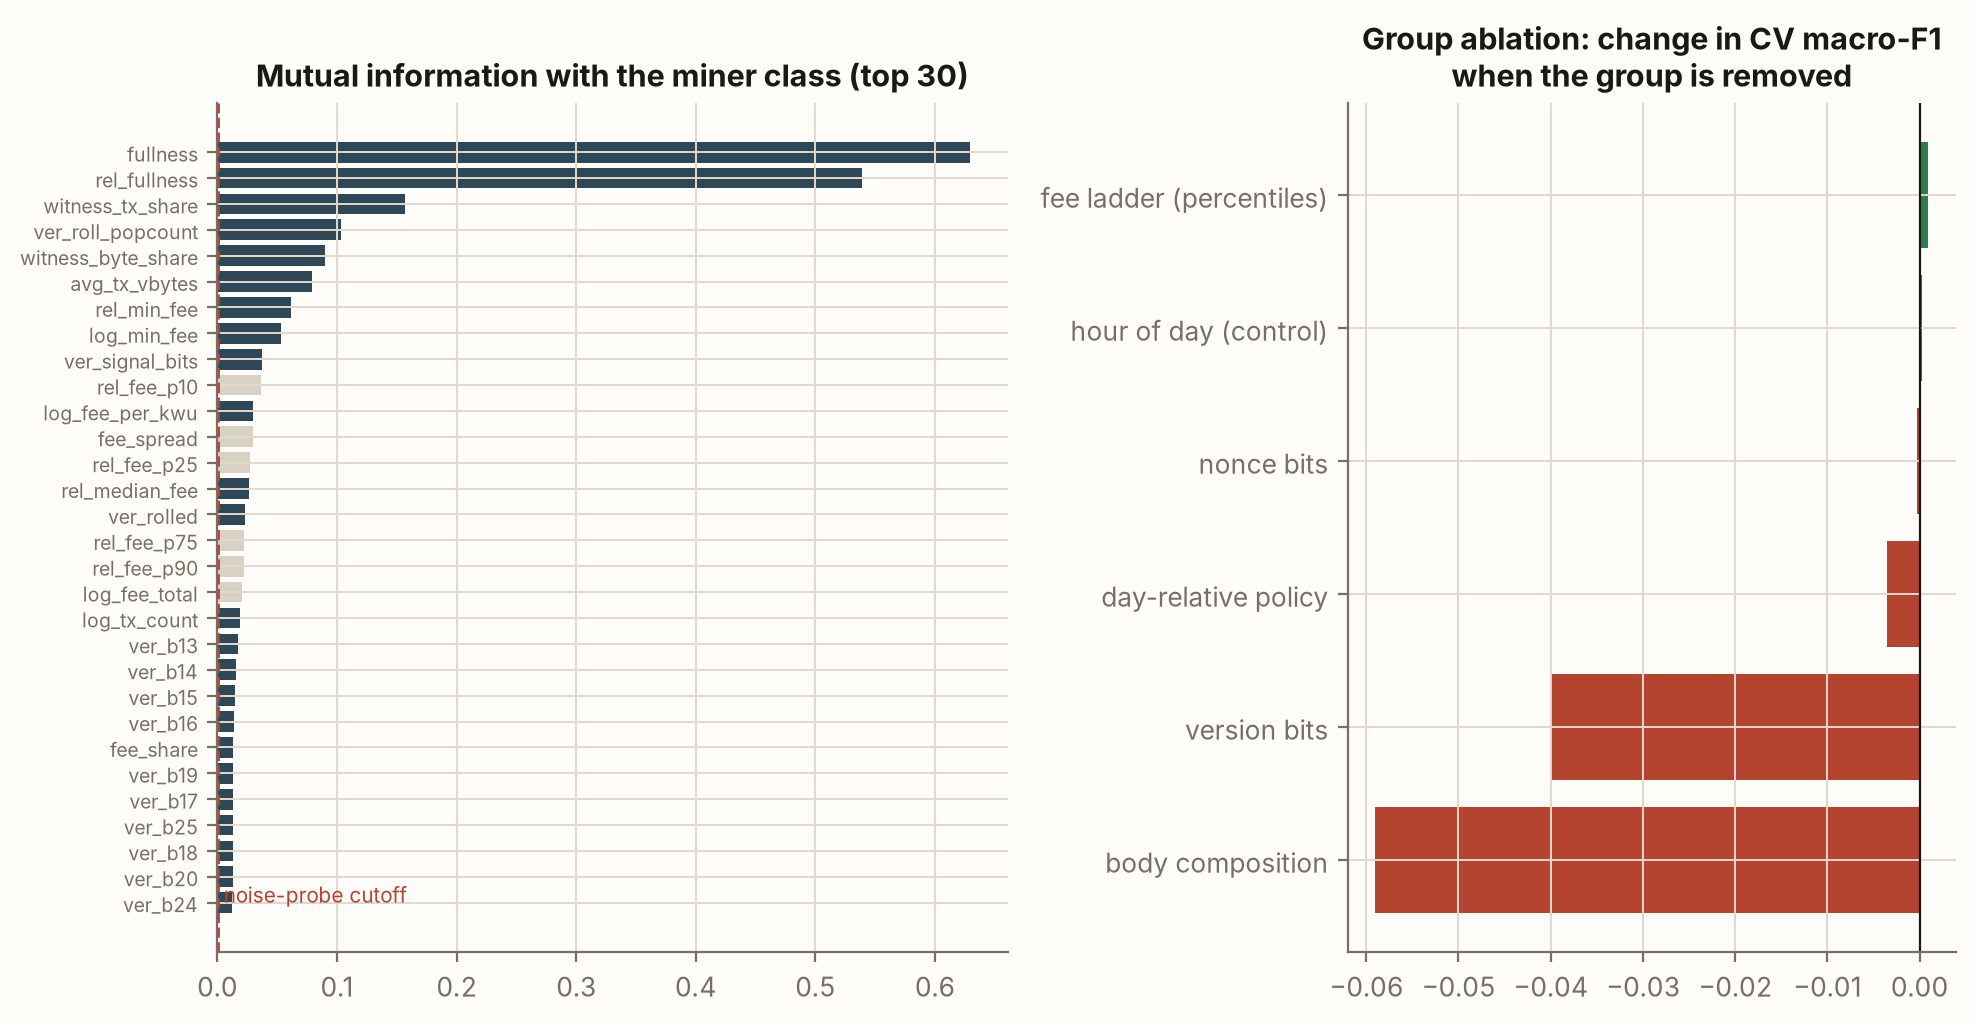 Mutual information with the miner class (top 30)
fullness
rel_fullness
witness_tx_share
ver_roll_popcount
witness_byte_share
avg_tx_vbytes
rel_min_fee
log_min_fee
ver_signal_bits
rel_fee_p10
log_fee_per_kwu
fee_spread
rel_fee_p25
rel_median_fee
ver_rolled
rel_fee_p75
rel_fee_p90
log_fee_total
log_tx_count
ver_b13
ver_b14
ver_b15
ver_b16
fee_share
ver_b19
ver_b17
ver_b25
ver_b18
ver_b20
ver_b24
noise-probe cutoff
0.0 0.1 0.2 0.3 0.4 0.5 0.6
Group ablation: change in CV macro-F1
when the group is removed
fee ladder (percentiles)
hour of day (control)
nonce bits
day-relative policy
version bits
body composition
−0.06 −0.05 −0.04 −0.03 −0.02 −0.01 0.00